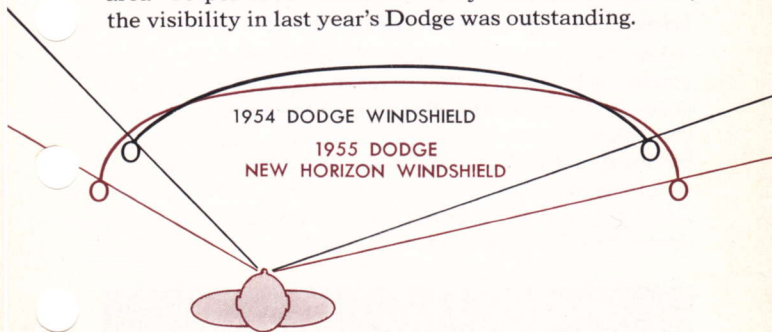 the visibility in last year's Dodge was outstanding.
1954 DODGE WINDSHIELD
1955 DODGE
NEW HORIZON WINDSHIELD